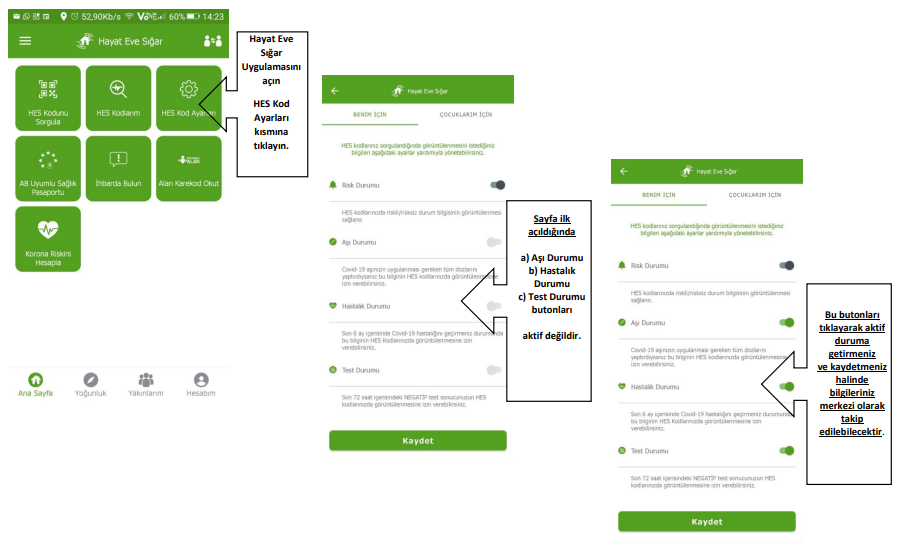 52,90Kb/s 60% 14:23
Hayat Eve Sığar
HES Kodunu
Sorgula
HES Kodlarım
HES Kod Ayarları
AB Uyumlu Sağlık
Pasaportu
İhbarda Bulun
Alan Karekod Okut
Korona Riskini
Hesapla
Ana Sayfa
Yoğunluk
Yakınlarım
Hesabım
Hayat Eve
Sığar
Uygulamasını
açın
HES Kod
Ayarları
kısmına
tıklayın.
Hayat Eve Sığar
BENİM İÇİN
ÇOCUKLARIM İÇİN
HES kodlarınız sorgulandığında görüntülenmesini istediğiniz
bilgileri aşağıdaki ayarlar yardımıyla yönetebilirsiniz.
Risk Durumu
HES kodlarınızda riskli/risksiz durum bilgisinin görüntülenmesi
sağlanır.
Aşı Durumu
Covid-19 aşınızın uygulanması gereken tüm dozlarını
yaptırdıysanız bu bilginin HES kodlarınızda görüntülenmesine
izin verebilirsiniz.
Hastalık Durumu
Son 6 ay içerisinde Covid-19 hastalığını geçirmeniz durumunda
bu bilginin HES Kodlarınızda görüntülenmesine izin
verebilirsiniz.
Test Durumu
Son 72 saat içerisindeki NEGATİF test sonucunuzun HES
kodlarınızda görüntülenmesine izin verebilirsiniz.
Kaydet
Sayfa ilk
açıldığında
a) Aşı Durumu
b) Hastalık
Durumu
c) Test Durumu
butonları
aktif değildir.
Hayat Eve Sığar
BENİM İÇİN
ÇOCUKLARIM İÇİN
HES kodlarınız sorgulandığında görüntülenmesini istediğiniz
bilgileri aşağıdaki ayarlar yardımıyla yönetebilirsiniz.
Risk Durumu
HES kodlarınızda riskli/risksiz durum bilgisinin görüntülenmesi
sağlanır.
Aşı Durumu
Covid-19 aşınızın uygulanması gereken tüm dozlarını
yaptırdıysanız bu bilginin HES kodlarınızda görüntülenmesine
izin verebilirsiniz.
Hastalık Durumu
Son 6 ay içerisinde Covid-19 hastalığını geçirmeniz durumunda
bu bilginin HES Kodlarınızda görüntülenmesine izin
verebilirsiniz.
Test Durumu
Son 72 saat içerisindeki NEGATİF test sonucunuzun HES
kodlarınızda görüntülenmesine izin verebilirsiniz.
Kaydet
Bu butonları
tıklayarak aktif
duruma
getirmeniz
ve kaydetmeniz
halinde
bilgileriniz
merkezi olarak
takip
edilebilecektir.